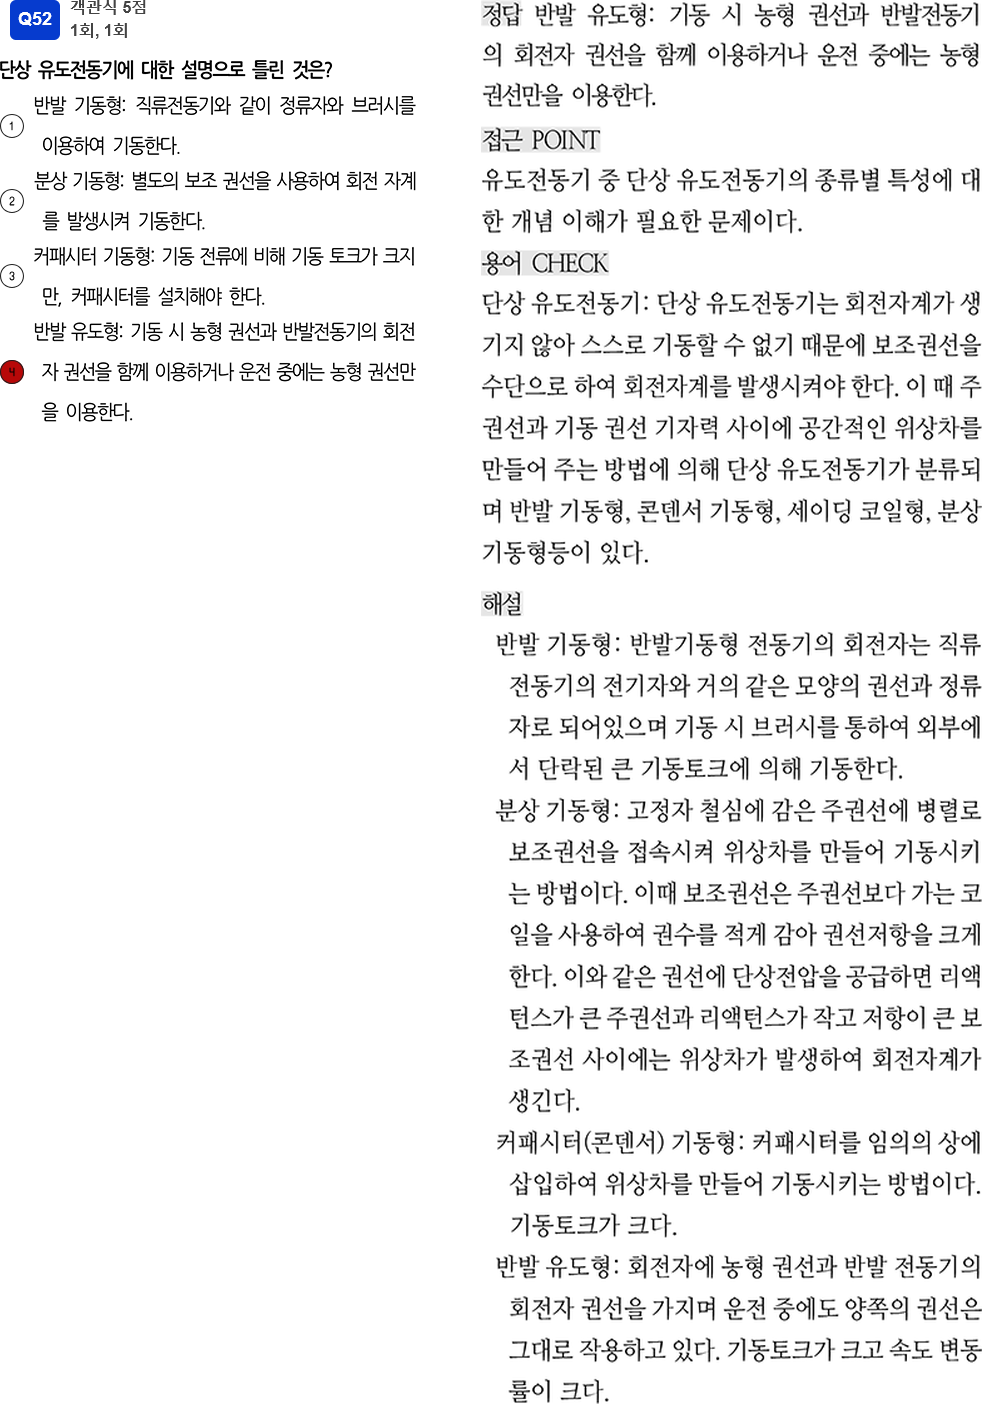 Q52
객관식 5점
1회, 1회
단상 유도전동기에 대한 설명으로 틀린 것은?
① 반발 기동형: 직류전동기와 같이 정류자와 브러시를
이용하여 기동한다.
② 분상 기동형: 별도의 보조 권선을 사용하여 회전 자계
를 발생시켜 기동한다.
③ 커패시터 기동형: 기동 전류에 비해 기동 토크가 크지
만, 커패시터를 설치해야 한다.
④ 반발 유도형: 기동 시 농형 권선과 반발전동기의 회전
자 권선을 함께 이용하거나 운전 중에는 농형 권선만
을 이용한다.
정답 반발 유도형: 기동 시 농형 권선과 반발전동기
의 회전자 권선을 함께 이용하거나 운전 중에는 농형
권선만을 이용한다.
접근 POINT
유도전동기 중 단상 유도전동기의 종류별 특성에 대
한 개념 이해가 필요한 문제이다.
용어 CHECK
단상 유도전동기: 단상 유도전동기는 회전자계가 생
기지 않아 스스로 기동할 수 없기 때문에 보조권선을
수단으로 하여 회전자계를 발생시켜야 한다. 이 때 주
권선과 기동 권선 기자력 사이에 공간적인 위상차를
만들어 주는 방법에 의해 단상 유도전동기가 분류되
며 반발 기동형, 콘덴서 기동형, 세이딩 코일형, 분상
기동형등이 있다.
해설
반발 기동형: 반발기동형 전동기의 회전자는 직류
전동기의 전기자와 거의 같은 모양의 권선과 정류
자로 되어있으며 기동 시 브러시를 통하여 외부에
서 단락된 큰 기동토크에 의해 기동한다.
분상 기동형: 고정자 철심에 감은 주권선에 병렬로
보조권선을 접속시켜 위상차를 만들어 기동시키
는 방법이다. 이때 보조권선은 주권선보다 가는 코
일을 사용하여 권수를 적게 감아 권선저항을 크게
한다. 이와 같은 권선에 단상전압을 공급하면 리액
턴스가 큰 주권선과 리액턴스가 작고 저항이 큰 보
조권선 사이에는 위상차가 발생하여 회전자계가
생긴다.
커패시터(콘덴서) 기동형: 커패시터를 임의의 상에
삽입하여 위상차를 만들어 기동시키는 방법이다.
기동토크가 크다.
반발 유도형: 회전자에 농형 권선과 반발 전동기의
회전자 권선을 가지며 운전 중에도 양쪽의 권선은
그대로 작용하고 있다. 기동토크가 크고 속도 변동
률이 크다.